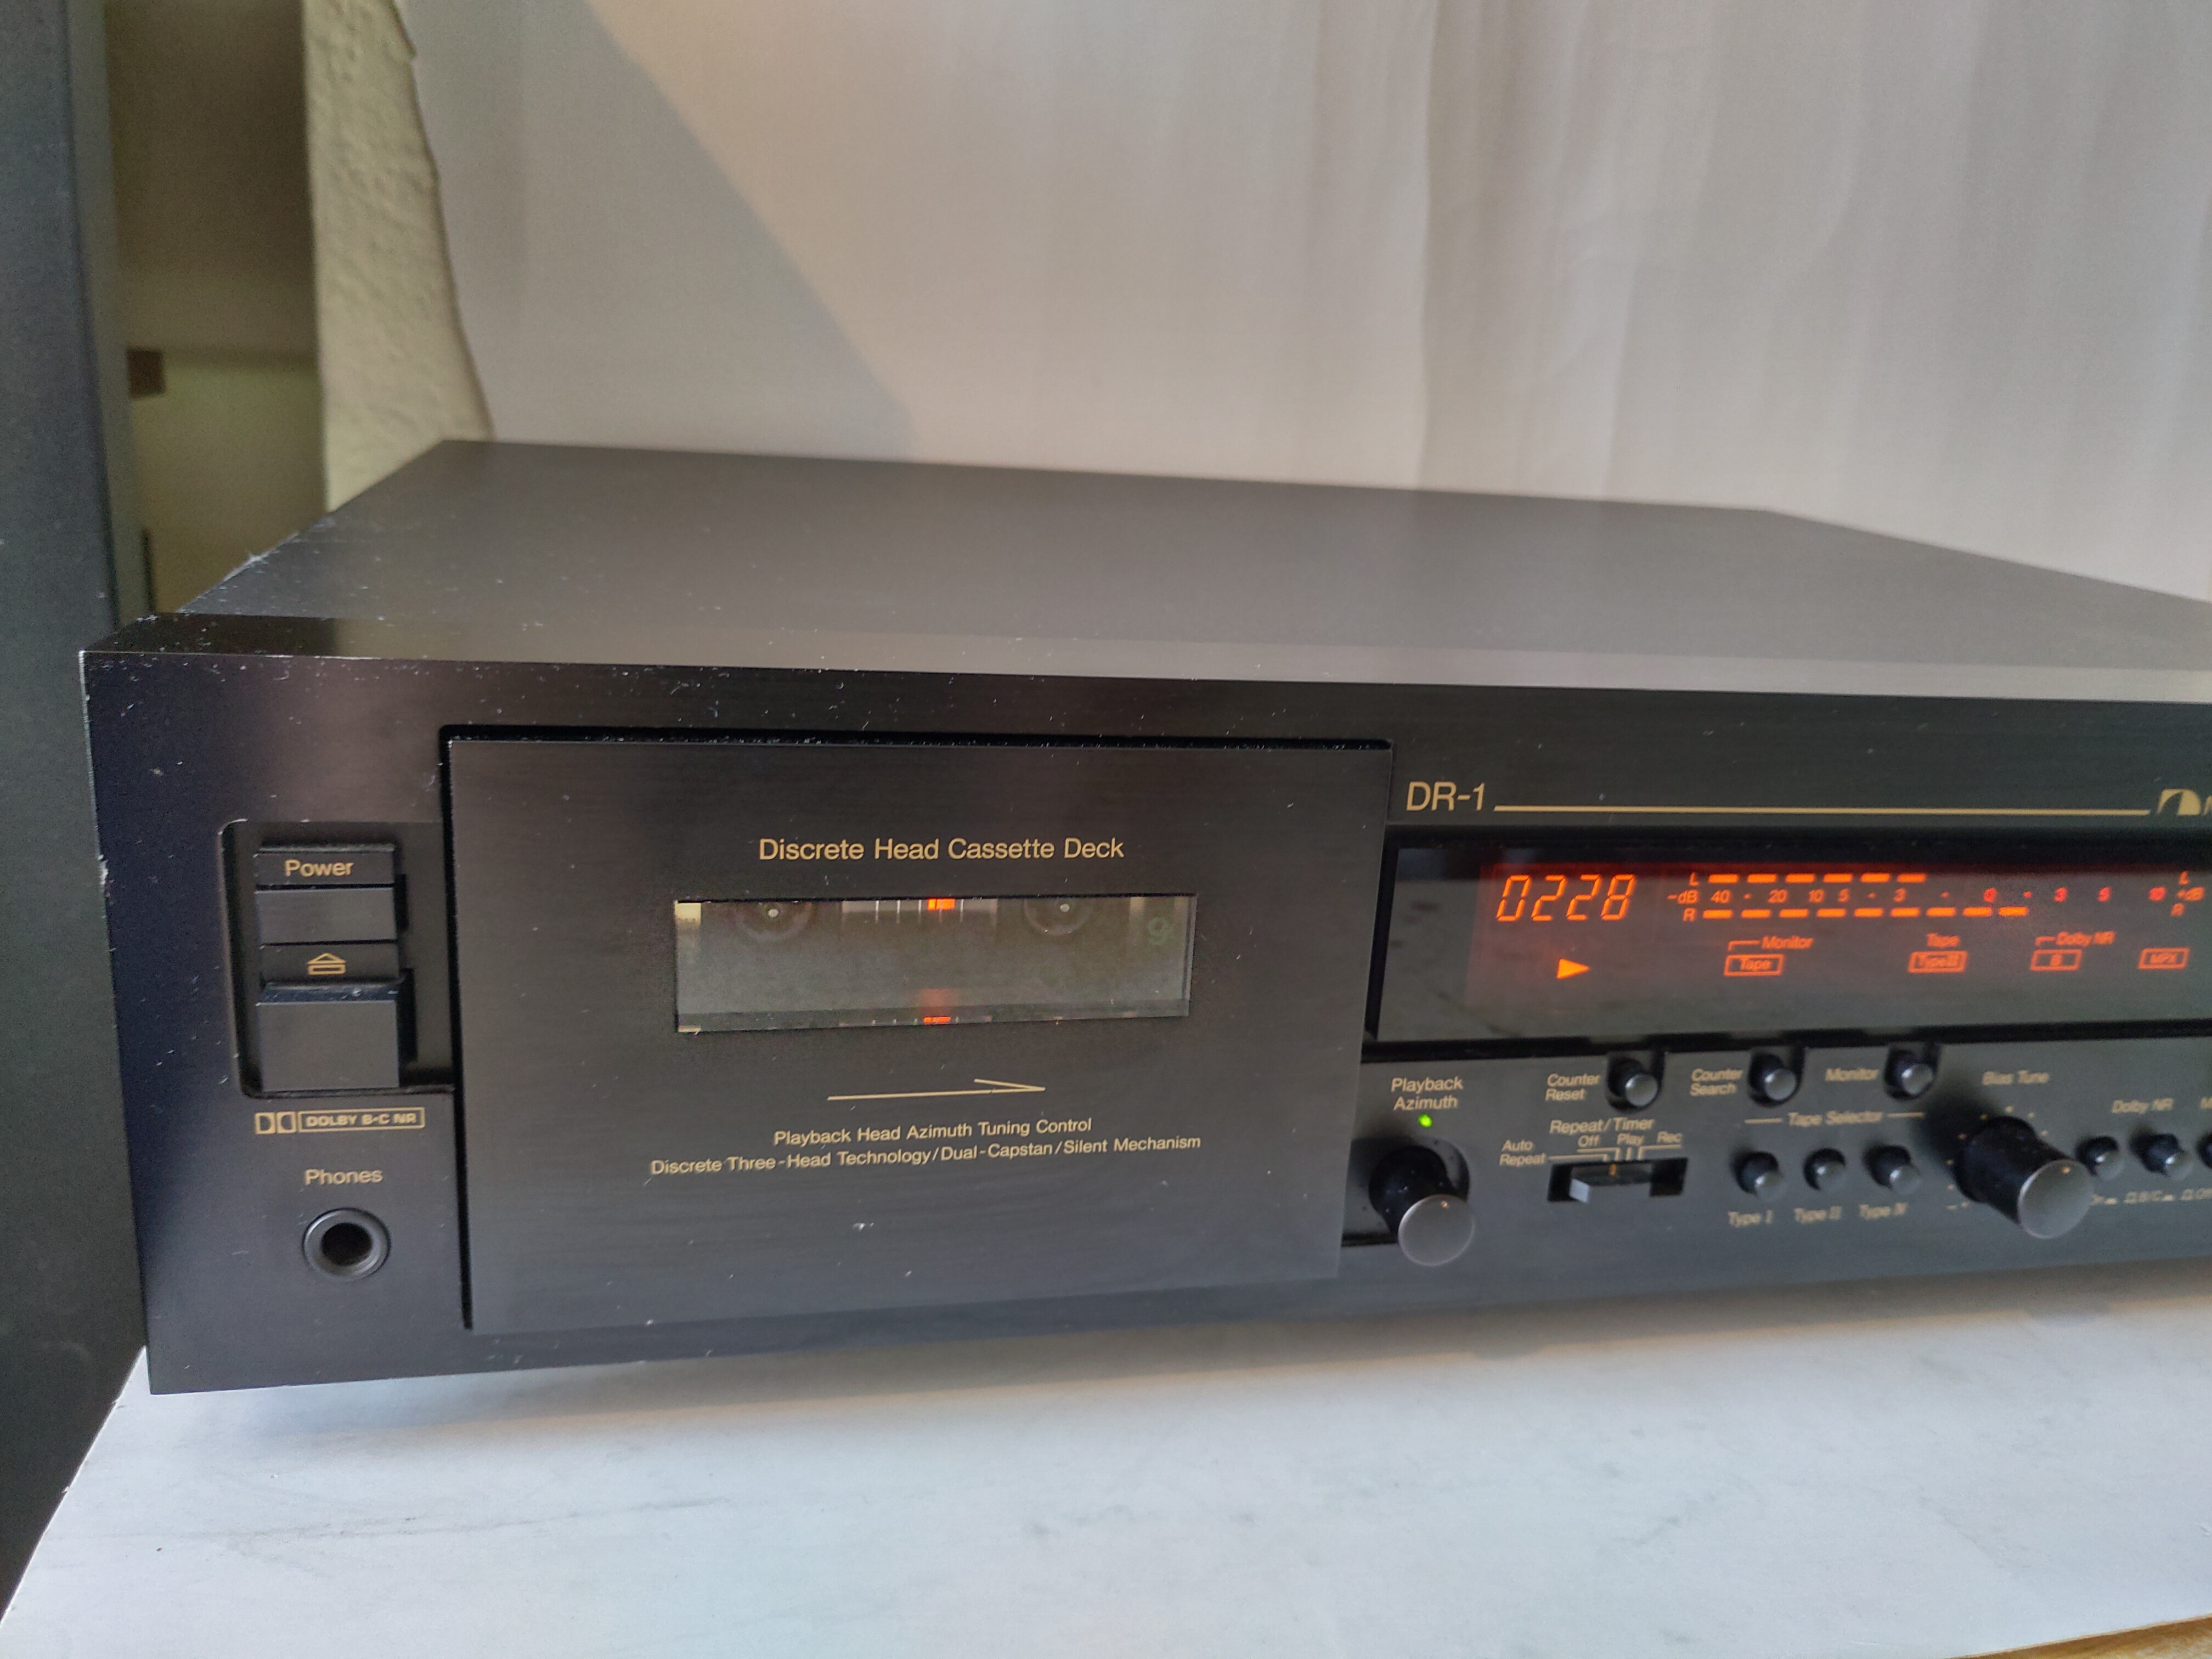 DR-1
Power
Discrete Head Cassette Deck
0228
L
L
-dB 40 - 20 10 5 - 3 - 0 - 3 5 10 +dB
R
R
Monitor
Tape
Tape
Type II
Dolby NR
B
MPX
DOLBY B-C NR
Phones
Playback Head Azimuth Tuning Control
Discrete Three-Head Technology/Dual-Capstan/Silent Mechanism
Playback
Azimuth
Counter
Reset
Counter
Search
Monitor
Bias Tune
Repeat/Timer
Off Play Rec
Auto
Repeat
Tape Selector
Type I Type II Type IV
Dolby NR